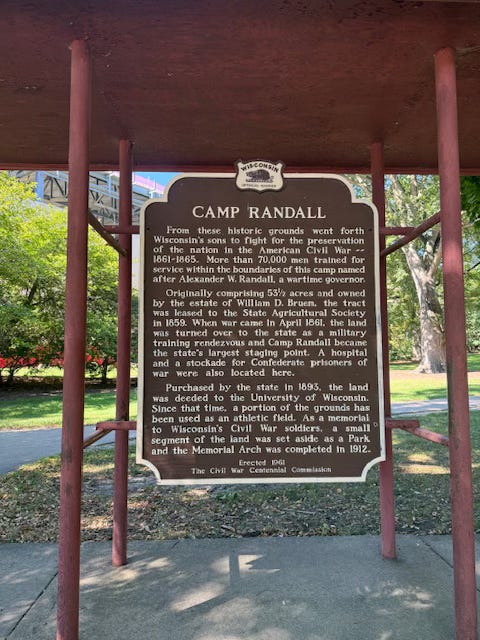 WISCONSIN
OFFICIAL MARKER
CAMP RANDALL
From these historic grounds went forth
Wisconsin's sons to fight for the preservation
of the nation in the American Civil War --
1861-1865. More than 70,000 men trained for
service within the boundaries of this camp named
after Alexander W. Randall, a wartime governor.
Originally comprising 53½ acres and owned
by the estate of William D. Bruen, the tract
was leased to the State Agricultural Society
in 1859. When war came in April 1861, the land
was turned over to the state as a military
training rendezvous and Camp Randall became
the state's largest staging point. A hospital
and a stockade for Confederate prisoners of
war were also located here.
Purchased by the state in 1893, the land
was deeded to the University of Wisconsin.
Since that time, a portion of the grounds has
been used as an athletic field. As a memorial
to Wisconsin's Civil War soldiers, a small
segment of the land was set aside as a Park
and the Memorial Arch was completed in 1912.
Erected 1961
The Civil War Centennial Commission